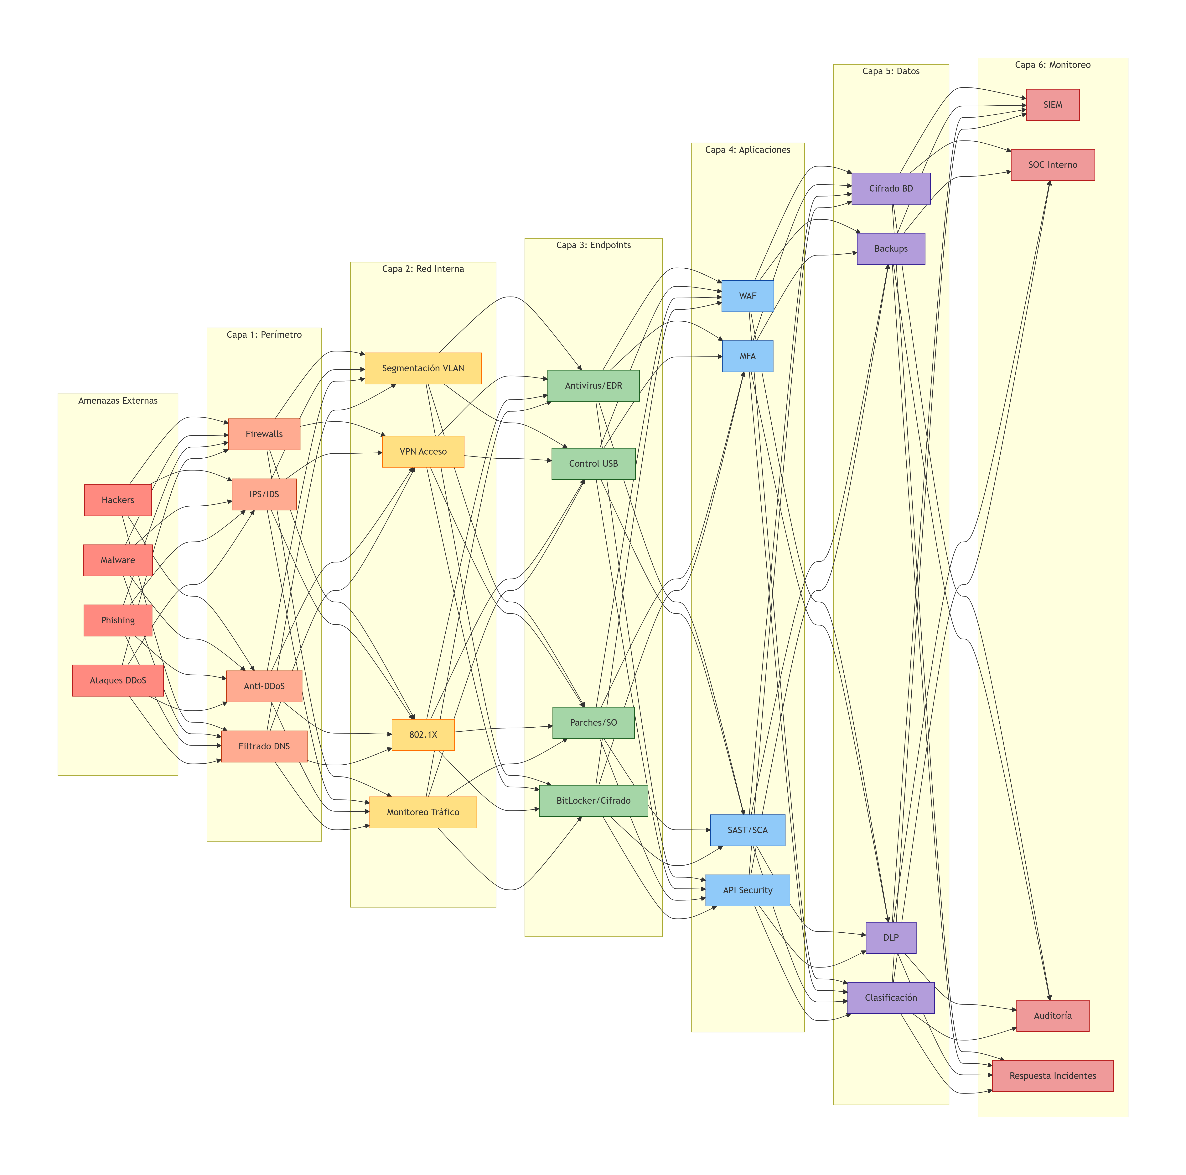 Amenazas Externas
Hackers
Malware
Phishing
Ataques DDoS
Capa 1: Perímetro
Firewalls
IPS/IDS
Anti-DDoS
Filtrado DNS
Capa 2: Red Interna
Segmentación VLAN
VPN Acceso
802.1X
Monitoreo Tráfico
Capa 3: Endpoints
Antivirus/EDR
Control USB
Parches/SO
BitLocker/Cifrado
Capa 4: Aplicaciones
WAF
MFA
SAST/SCA
API Security
Capa 5: Datos
Cifrado BD
Backups
DLP
Clasificación
Capa 6: Monitoreo
SIEM
SOC Interno
Auditoría
Respuesta Incidentes